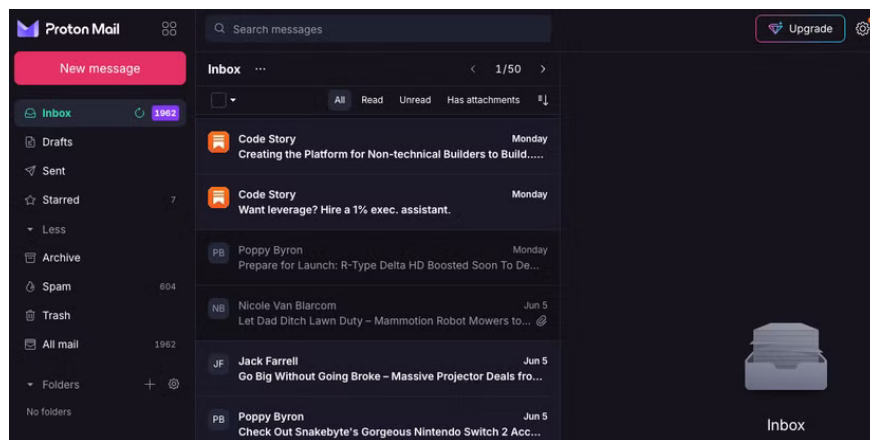 Proton Mail
Search messages
Upgrade
New message
Inbox 1962
Drafts
Sent
Starred 7
Less
Archive
Spam 604
Trash
All mail 1962
Folders
No folders
Inbox ... 1/50
All Read Unread Has attachments
Code Story Monday
Creating the Platform for Non-technical Builders to Build.....
Code Story Monday
Want leverage? Hire a 1% exec. assistant.
PB Poppy Byron Monday
Prepare for Launch: R-Type Delta HD Boosted Soon To De...
NB Nicole Van Blarcom Jun 5
Let Dad Ditch Lawn Duty – Mammotion Robot Mowers to...
JF Jack Farrell Jun 5
Go Big Without Going Broke – Massive Projector Deals fro...
PB Poppy Byron Jun 5
Check Out Snakebyte's Gorgeous Nintendo Switch 2 Acc...
Inbox